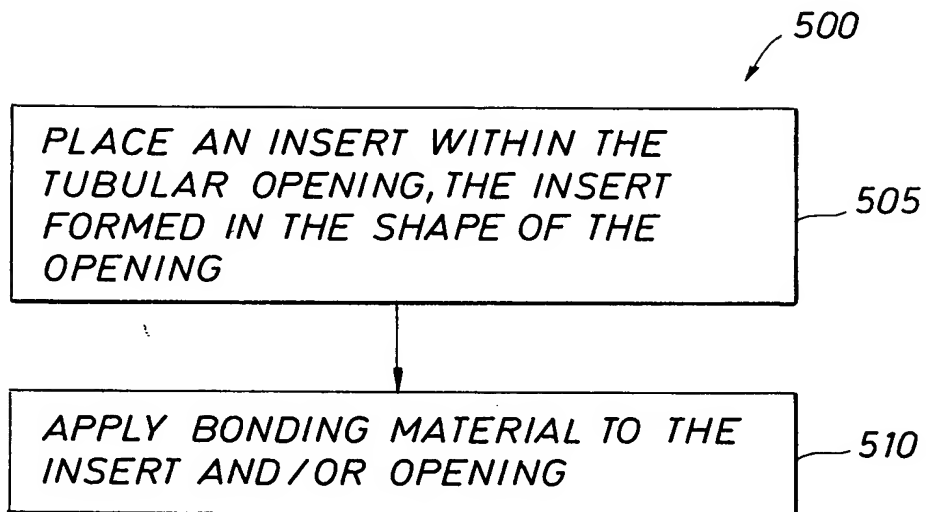 500
PLACE AN INSERT WITHIN THE
TUBULAR OPENING, THE INSERT
FORMED IN THE SHAPE OF THE
OPENING
505
APPLY BONDING MATERIAL TO THE
INSERT AND/OR OPENING
510